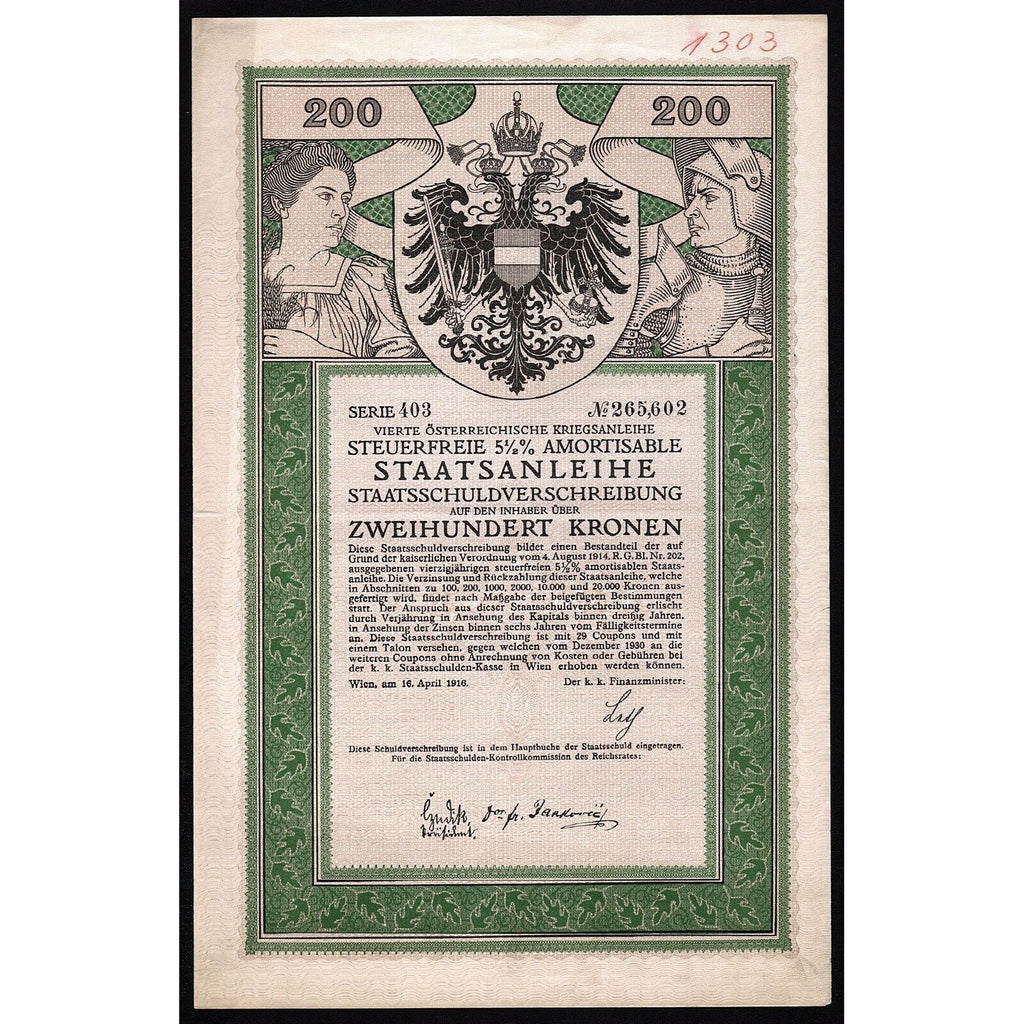 1303
200 200
SERIE 403 № 265,602
VIERTE ÖSTERREICHISCHE KRIEGSANLEIHE
STEUERFREIE 5½% AMORTISABLE
STAATSANLEIHE
STAATSSCHULDVERSCHREIBUNG
AUF DEN INHABER ÜBER
ZWEIHUNDERT KRONEN
Diese Staatsschuldverschreibung bildet einen Bestandteil der auf
Grund der kaiserlichen Verordnung vom 4. August 1914, R. G. Bl. Nr. 202,
ausgegebenen vierzigjährigen steuerfreien 5½% amortisablen Staats-
anleihe. Die Verzinsung und Rückzahlung dieser Staatsanleihe, welche
in Abschnitten zu 100, 200, 1000, 2000, 10.000 und 20.000 Kronen aus-
gefertigt wird, findet nach Maßgabe der beigefügten Bestimmungen
statt. Der Anspruch aus dieser Staatsschuldverschreibung erlischt
durch Verjährung in Ansehung des Kapitals binnen dreißig Jahren,
in Ansehung der Zinsen binnen sechs Jahren vom Fälligkeitstermine
an. Diese Staatsschuldverschreibung ist mit 29 Coupons und mit
einem Talon versehen, gegen welchen vom Dezember 1930 an die
weiteren Coupons ohne Anrechnung von Kosten oder Gebühren bei
der k. k. Staatsschulden-Kasse in Wien erhoben werden können.
Wien, am 16. April 1916. Der k. k. Finanzminister:
Leth
Diese Schuldverschreibung ist in dem Hauptbuche der Staatsschuld eingetragen.
Für die Staatsschulden-Kontrollkommission des Reichsrates:
Präsident.